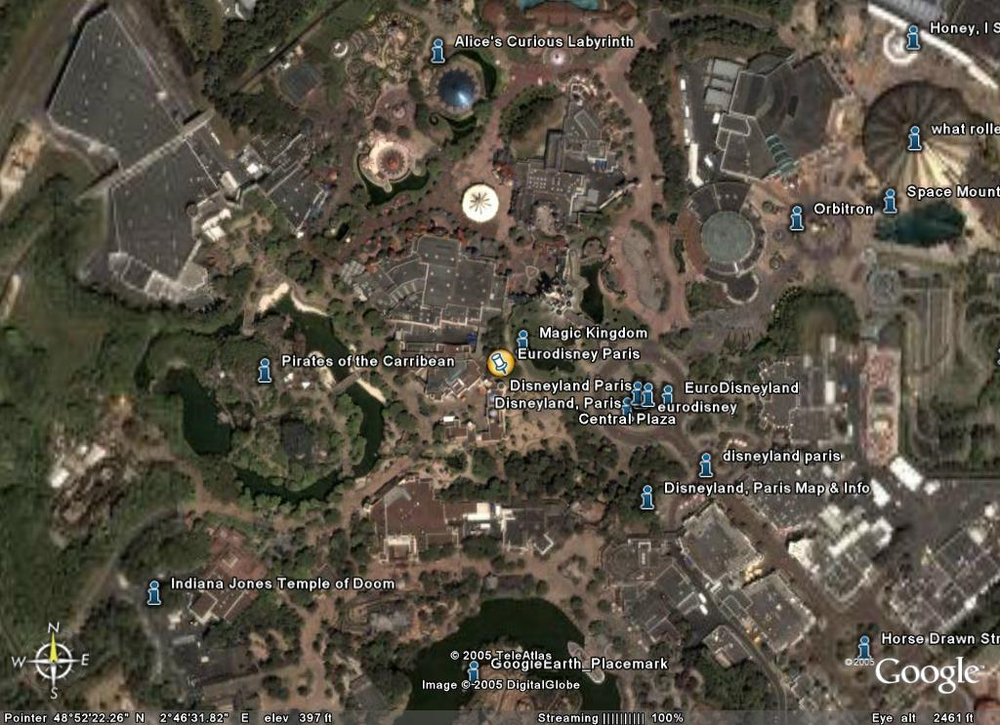 Honey, I S
Alice's Curious Labyrinth
what rolle
Space Mount
Orbitron
Magic Kingdom
Eurodisney Paris
Pirates of the Carribean
Disneyland Paris
EuroDisneyland
Disneyland, Paris
eurodisney
Central Plaza
disneyland paris
Disneyland, Paris Map & Info
Indiana Jones Temple of Doom
N
W E
S
Horse Drawn Str
© 2005 TeleAtlas
GoogleEarth_Placemark
© 2005 Google™
Image © 2005 DigitalGlobe
Pointer 48°52'22.26" N 2°46'31.82" E elev 397 ft Streaming |||||||||| 100% Eye alt 2461 ft